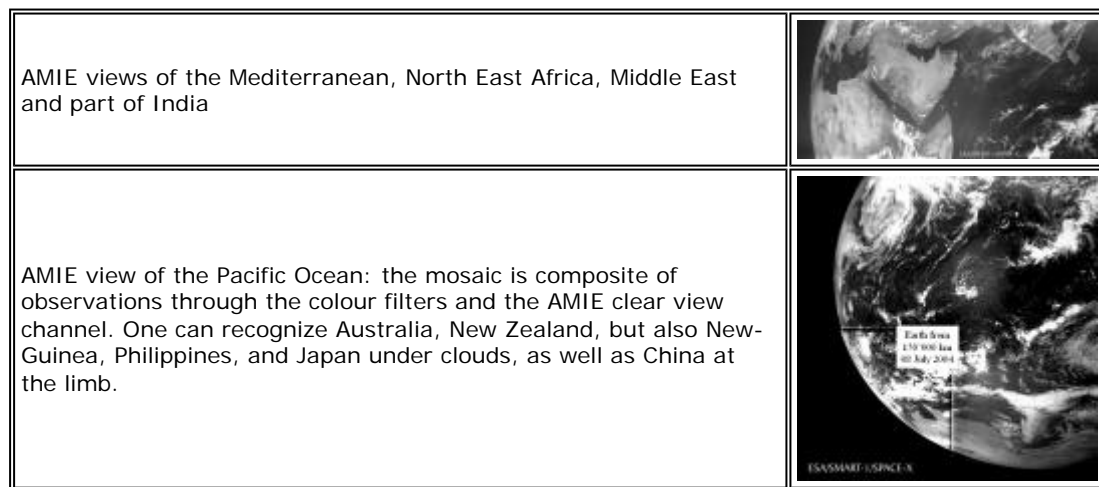 AMIE views of the Mediterranean, North East Africa, Middle East
and part of India
AMIE view of the Pacific Ocean: the mosaic is composite of
observations through the colour filters and the AMIE clear view
channel. One can recognize Australia, New Zealand, but also New-
Guinea, Philippines, and Japan under clouds, as well as China at
the limb.
Earth from
July 2004
ESA/SMART-1/SPACE-X